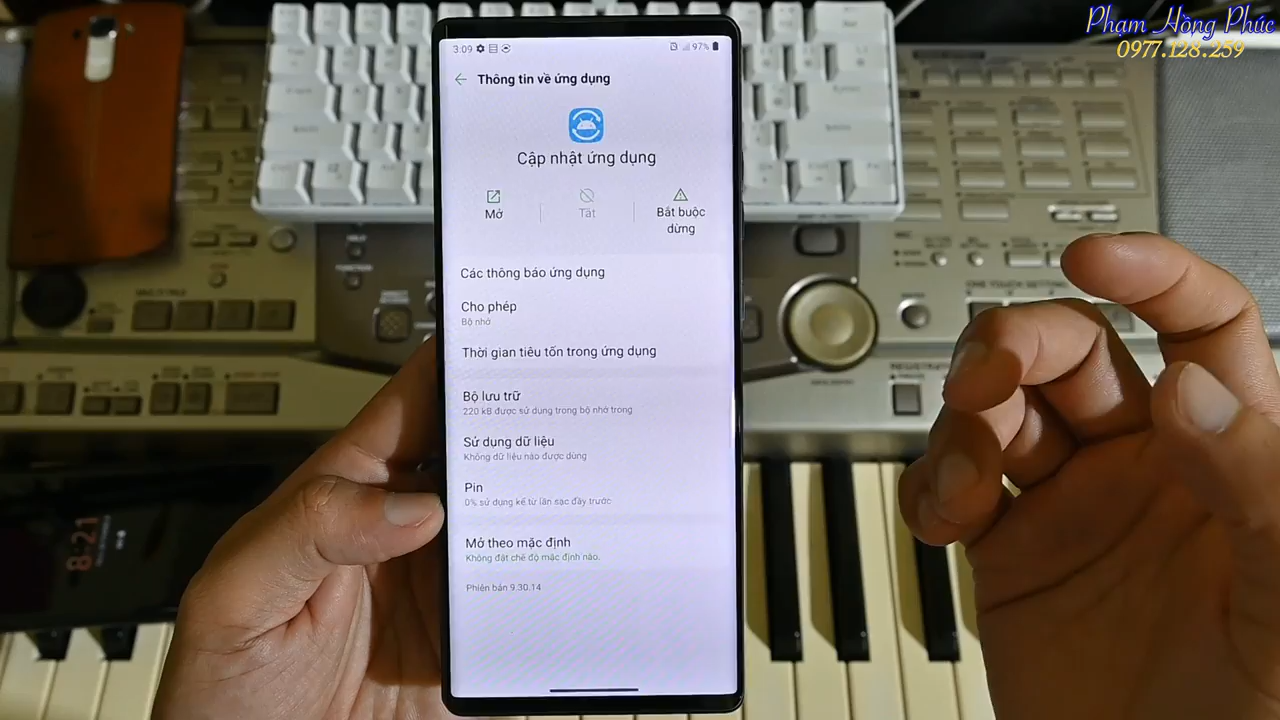 Phạm Hồng Phúc
0977.128.259
3:09
97%
Thông tin về ứng dụng
Cập nhật ứng dụng
Mở
Tắt
Bắt buộc
dừng
Các thông báo ứng dụng
Cho phép
Bộ nhớ
Thời gian tiêu tốn trong ứng dụng
Bộ lưu trữ
220 kB được sử dụng trong bộ nhớ trong
Sử dụng dữ liệu
Không dữ liệu nào được dùng
Pin
0% sử dụng kể từ lần sạc đầy trước
Mở theo mặc định
Không đặt chế độ mặc định nào.
Phiên bản 9.30.14
8:21